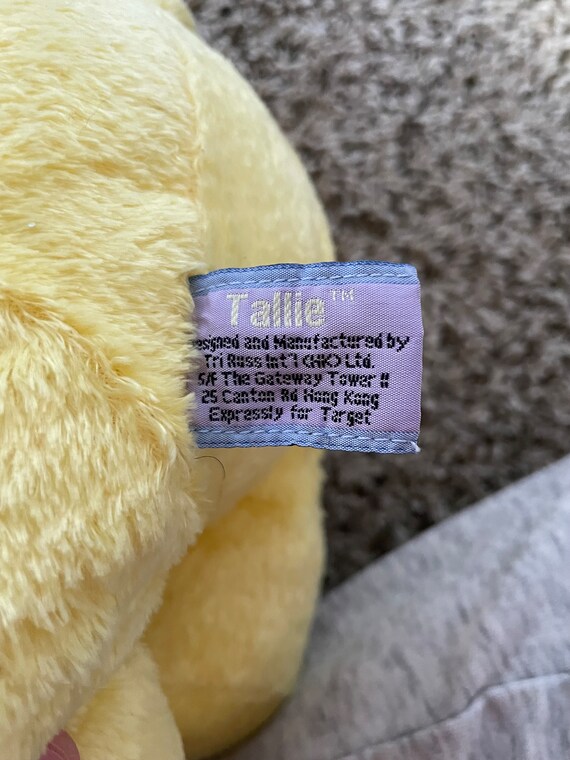 Tallie™
esigned and Manufactured by
Tri Russ Int'l (HK) Ltd.
5/F The Gateway Tower II
25 Canton Rd Hong Kong
Expressly for Target